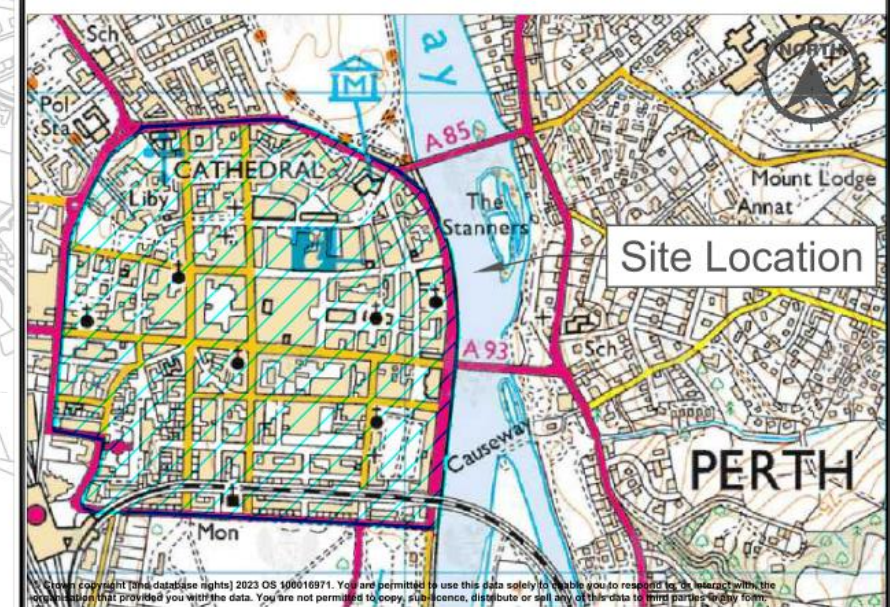 Sch
NORTH
Pol
Sta
M
a y
A 85
CATHEDRAL
Liby
The
Stanners
Mount Lodge
Annat
Site Location
A 93
Sch
Causeway
PERTH
Mon
© Crown copyright [and database rights] 2023 OS 100016971. You are permitted to use this data solely to enable you to respond to, or interact with, the
organisation that provided you with the data. You are not permitted to copy, sub-licence, distribute or sell any of this data to third parties in any form.